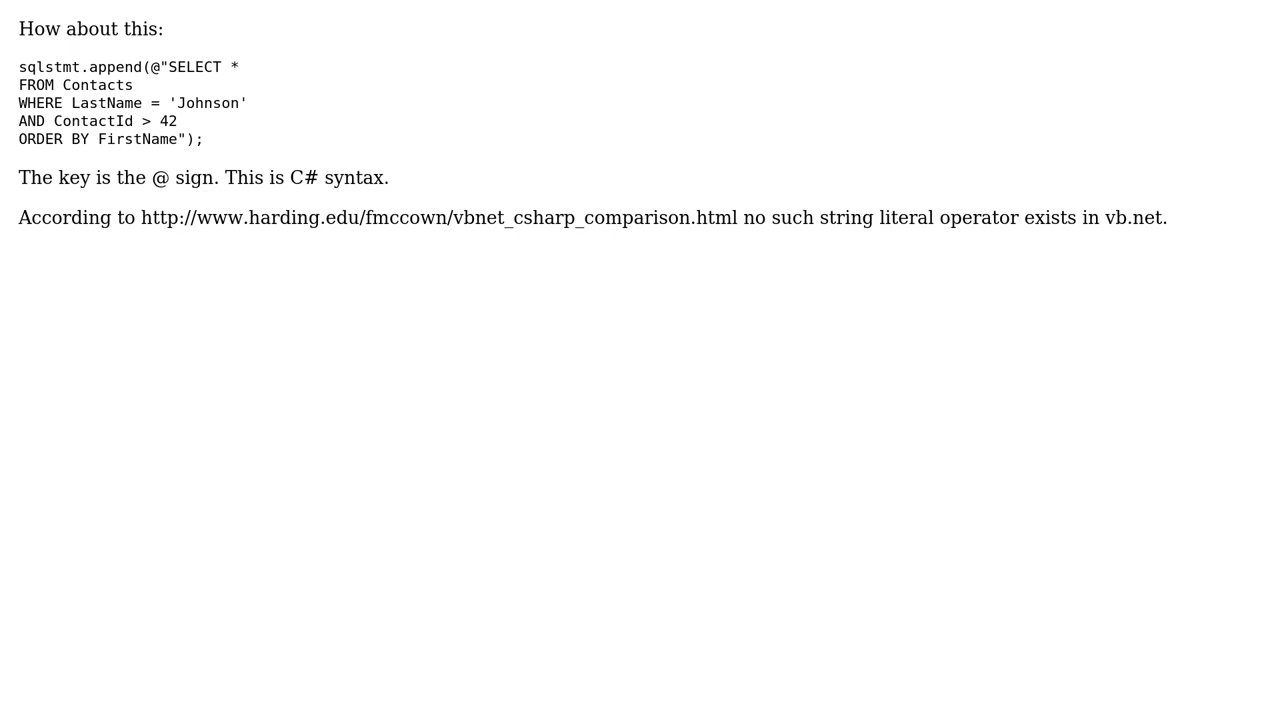 How about this:
sqlstmt.append(@"SELECT *
FROM Contacts
WHERE LastName = 'Johnson'
AND ContactId > 42
ORDER BY FirstName");
The key is the @ sign. This is C# syntax.
According to http://www.harding.edu/fmccown/vbnet_csharp_comparison.html no such string literal operator exists in vb.net.